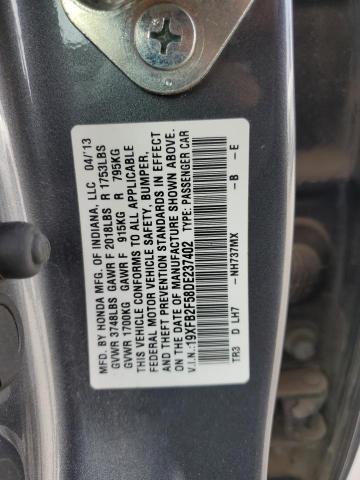 MFD. BY HONDA MFG. OF INDIANA, LLC 04/13
GVWR 3748LBS GAWR F 2018LBS R 1753LBS
GVWR 1700KG GAWR F 915KG R 795KG
THIS VEHICLE CONFORMS TO ALL APPLICABLE
FEDERAL MOTOR VEHICLE SAFETY, BUMPER,
AND THEFT PREVENTION STANDARDS IN EFFECT
ON THE DATE OF MANUFACTURE SHOWN ABOVE.
V.I.N.:19XFB2F58DE237402 TYPE: PASSENGER CAR
TR3 D LH7 -NH737MX -B -E